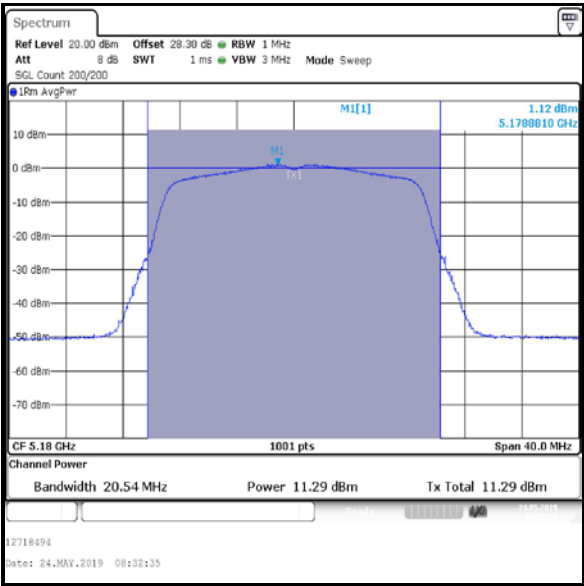 Spectrum
Ref Level 20.00 dBm Offset 28.30 dB RBW 1 MHz
Att 8 dB SWT 1 ms VBW 3 MHz Mode Sweep
SGL Count 200/200
1Rm AvgPwr
M1[1] 1.12 dBm
5.1788810 GHz
10 dBm
M1
0 dBm
TX1
-10 dBm
-20 dBm
-30 dBm
-40 dBm
-50 dBm
-60 dBm
-70 dBm
CF 5.18 GHz 1001 pts Span 40.0 MHz
Channel Power
Bandwidth 20.54 MHz Power 11.29 dBm Tx Total 11.29 dBm
Ready 24.05.2019
12718494
Date: 24.MAY.2019 08:32:35